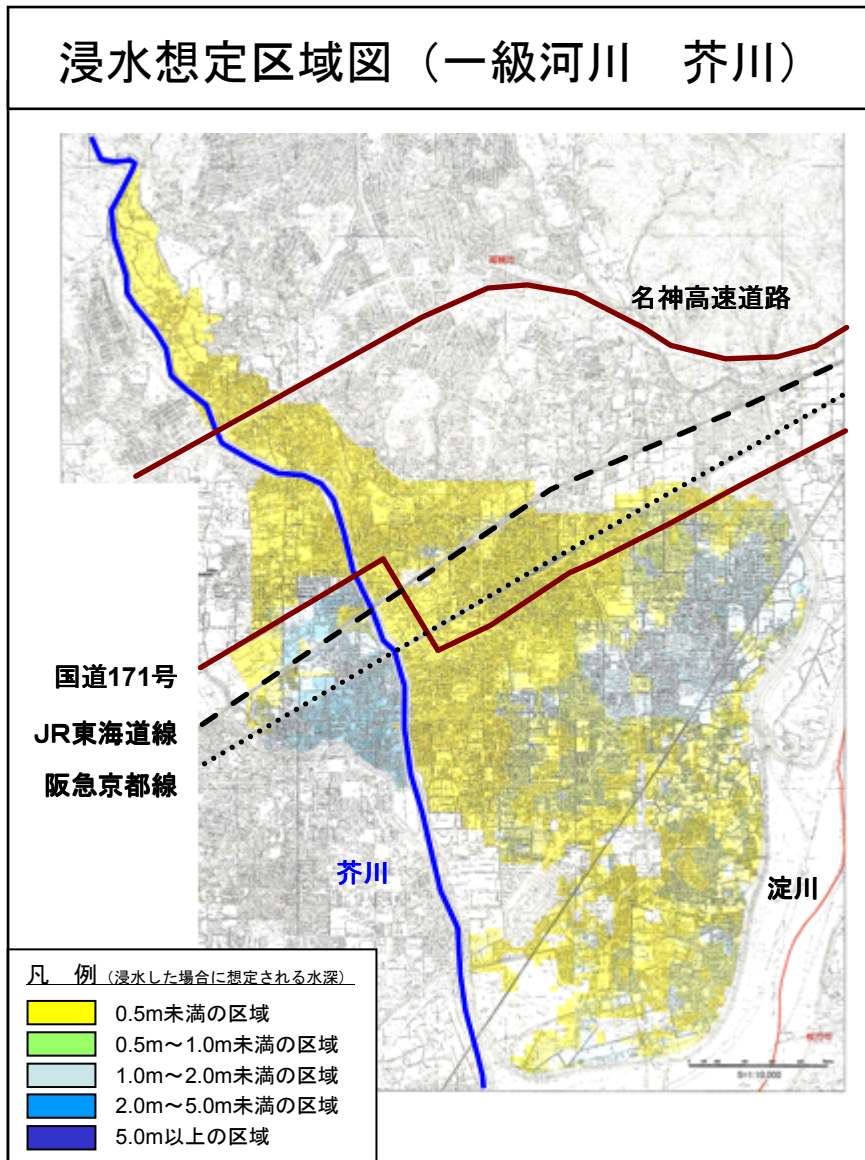 浸水想定区域図（一級河川　芥川）
名神高速道路
国道171号
JR東海道線
阪急京都線
芥川
淀川
凡　例（浸水した場合に想定される水深）
0.5m未満の区域
0.5m～1.0m未満の区域
1.0m～2.0m未満の区域
2.0m～5.0m未満の区域
5.0m以上の区域
S=1:10,000